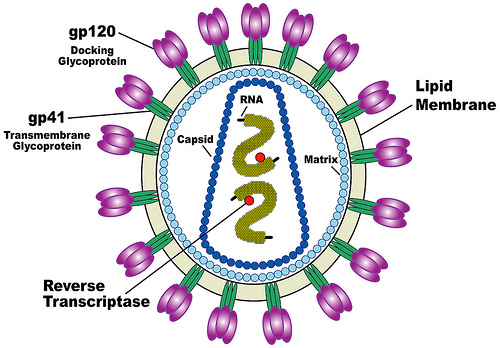 gp120
Docking
Glycoprotein
gp41
Transmembrane
Glycoprotein
Lipid
Membrane
RNA
Capsid
Matrix
Reverse
Transcriptase